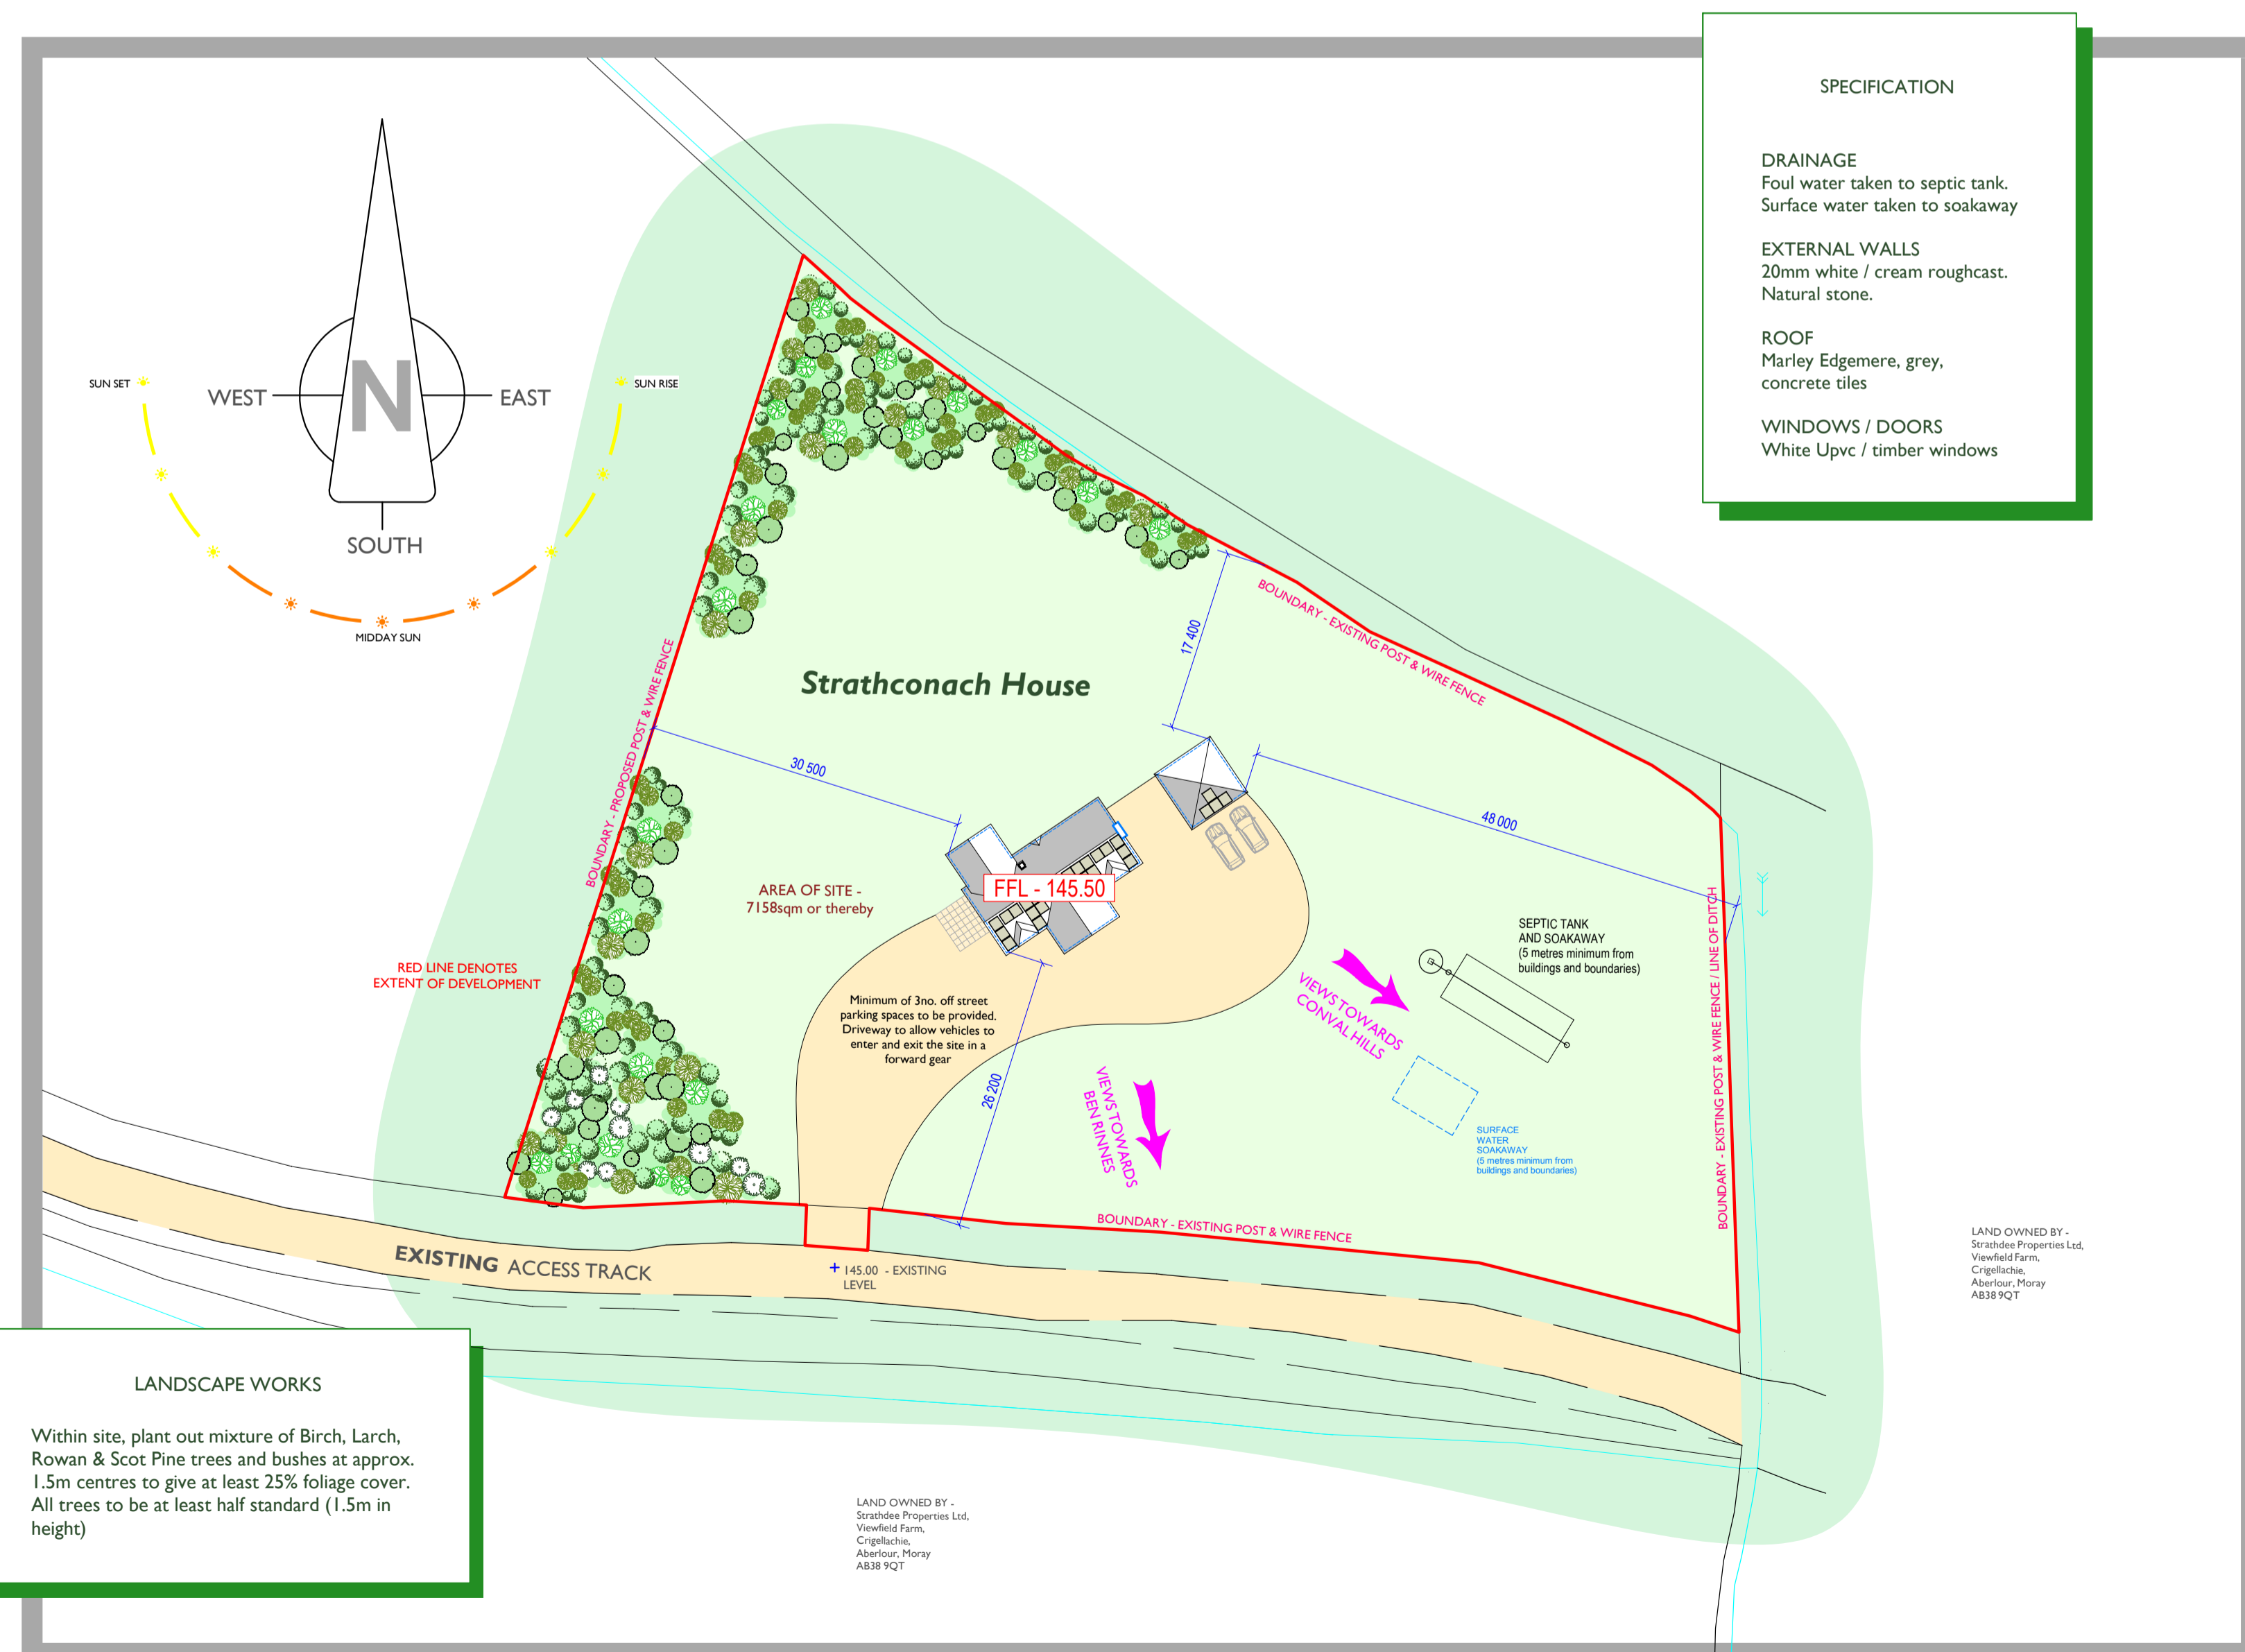 SPECIFICATION
DRAINAGE
Foul water taken to septic tank.
Surface water taken to soakaway
EXTERNAL WALLS
20mm white / cream roughcast.
Natural stone.
ROOF
Marley Edgemere, grey,
concrete tiles
WINDOWS / DOORS
White Upvc / timber windows
SUN SET
WEST
N
EAST
SUN RISE
SOUTH
MIDDAY SUN
BOUNDARY - EXISTING POST & WIRE FENCE
17 400
BOUNDARY - PROPOSED POST & WIRE FENCE
Strathconach House
30 500
48 000
FFL - 145.50
AREA OF SITE -
7158sqm or thereby
RED LINE DENOTES
EXTENT OF DEVELOPMENT
Minimum of 3no. off street
parking spaces to be provided.
Driveway to allow vehicles to
enter and exit the site in a
forward gear
26 200
SEPTIC TANK
AND SOAKAWAY
(5 metres minimum from
buildings and boundaries)
VIEWS TOWARDS
CONVAL HILLS
VIEWS TOWARDS
BEN RINNES
SURFACE
WATER
SOAKAWAY
(5 metres minimum from
buildings and boundaries)
BOUNDARY - EXISTING POST & WIRE FENCE / LINE OF DITCH
BOUNDARY - EXISTING POST & WIRE FENCE
EXISTING ACCESS TRACK
145.00 - EXISTING
LEVEL
LAND OWNED BY -
Strathdee Properties Ltd,
Viewfield Farm,
Crigellachie,
Aberlour, Moray
AB38 9QT
LANDSCAPE WORKS
Within site, plant out mixture of Birch, Larch,
Rowan & Scot Pine trees and bushes at approx.
1.5m centres to give at least 25% foliage cover.
All trees to be at least half standard (1.5m in
height)
LAND OWNED BY -
Strathdee Properties Ltd,
Viewfield Farm,
Crigellachie,
Aberlour, Moray
AB38 9QT